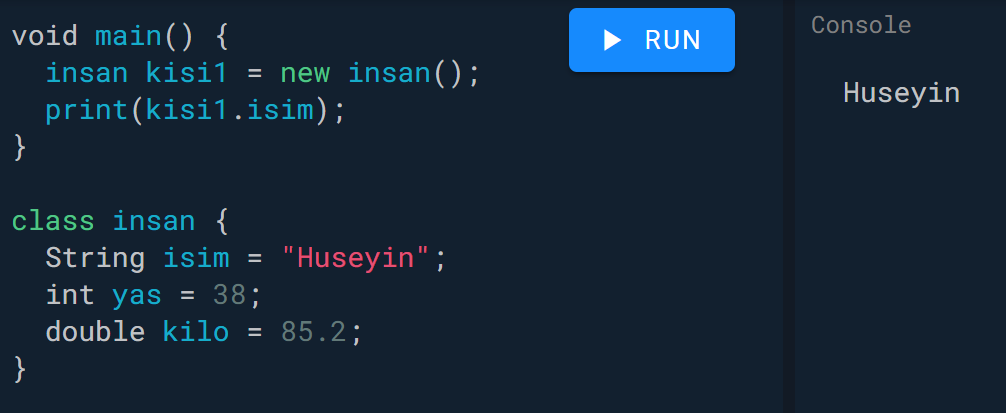 void main() {
  insan kisi1 = new insan();
  print(kisi1.isim);
}
class insan {
  String isim = "Huseyin";
  int yas = 38;
  double kilo = 85.2;
}
RUN
Console
Huseyin